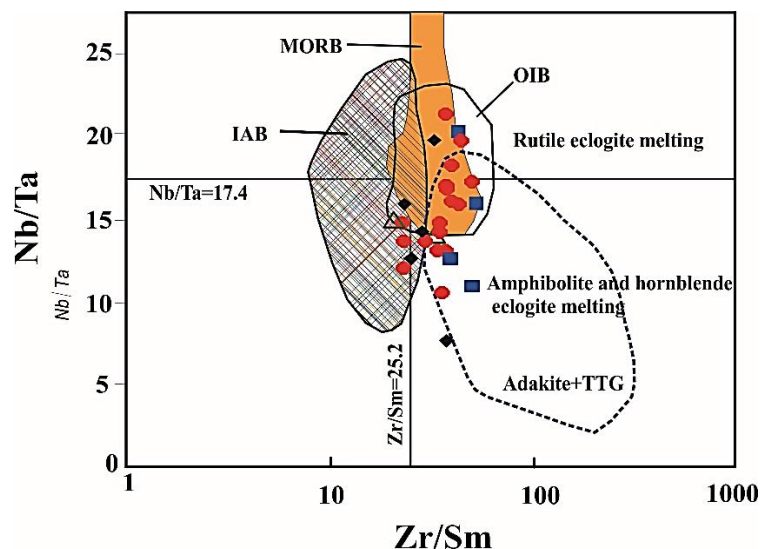 25
20
15
10
5
0
Nb/Ta
Nb/Ta
MORB
OIB
IAB
Rutile eclogite melting
Nb/Ta=17.4
Amphibolite and hornblende
eclogite melting
Zr/Sm=25.2
Adakite+TTG
1
10
100
1000
Zr/Sm